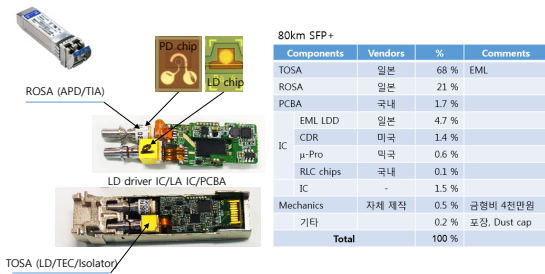 80km SFP+
PD chip
LD chip
ROSA (APD/TIA)
LD driver IC/LA IC/PCBA
TOSA (LD/TEC/Isolator)
Components Vendors % Comments
TOSA 일본 68 % EML
ROSA 일본 21 %
PCBA 국내 1.7 %
IC
EML LDD 일본 4.7 %
CDR 미국 1.4 %
μ-Pro 믹국 0.6 %
RLC chips 국내 0.1 %
IC - 1.5 %
Mechanics 자체 제작 0.5 % 금형비 4천만원
기타 0.2 % 포장, Dust cap
Total 100 %